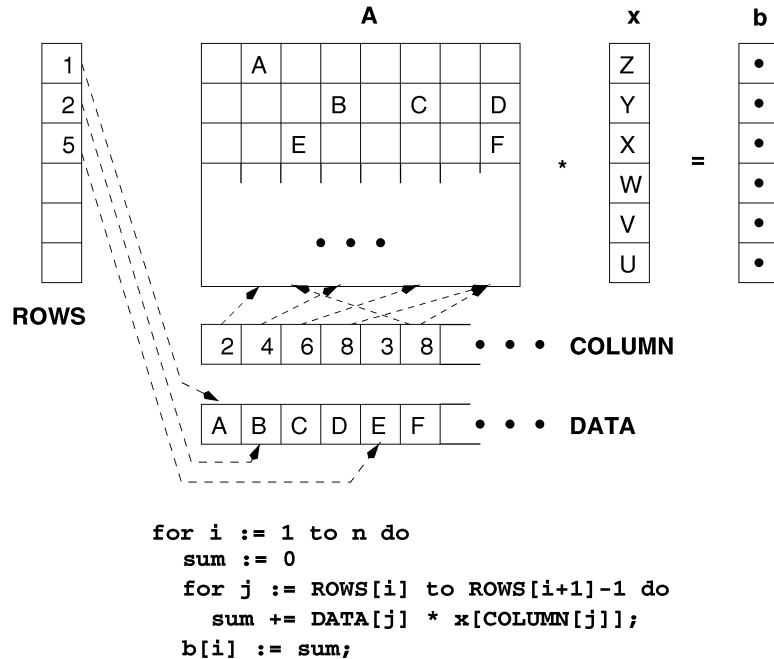 A x b
1 A Z •
2 B C D Y •
5 E F X •
* =
W •
V •
• • •
U •
ROWS
2 4 6 8 3 8 • • • COLUMN
A B C D E F • • • DATA
for i := 1 to n do
sum := 0
for j := ROWS[i] to ROWS[i+1]-1 do
sum += DATA[j] * x[COLUMN[j]];
b[i] := sum;